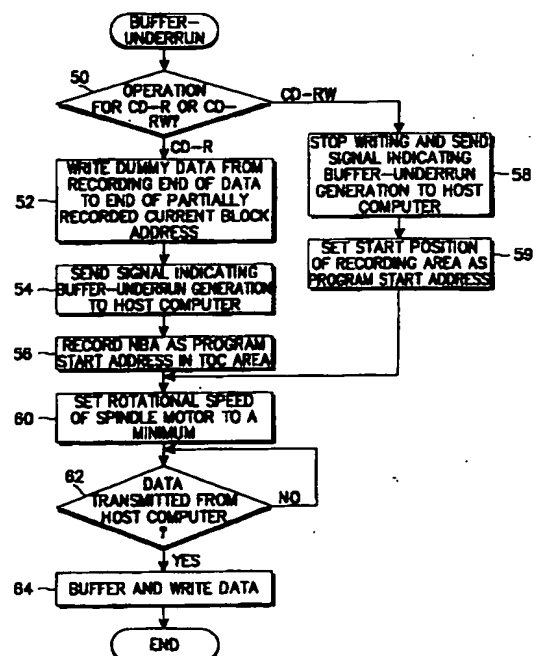 BUFFER-
UNDERRUN
50
OPERATION
FOR CD-R OR CD-
RW?
CD-RW
CD-R
52
WRITE DUMMY DATA FROM
RECORDING END OF DATA
TO END OF PARTIALLY
RECORDED CURRENT BLOCK
ADDRESS
STOP WRITING AND SEND
SIGNAL INDICATING
BUFFER-UNDERRUN
GENERATION TO HOST
COMPUTER
58
54
SEND SIGNAL INDICATING
BUFFER-UNDERRUN GENERATION
TO HOST COMPUTER
SET START POSITION
OF RECORDING AREA AS
PROGRAM START ADDRESS
59
56
RECORD NBA AS PROGRAM
START ADDRESS IN TOC AREA
60
SET ROTATIONAL SPEED
OF SPINDLE MOTOR TO A
MINIMUM
62
DATA
TRANSMITTED FROM
HOST COMPUTER
?
NO
YES
64
BUFFER AND WRITE DATA
END